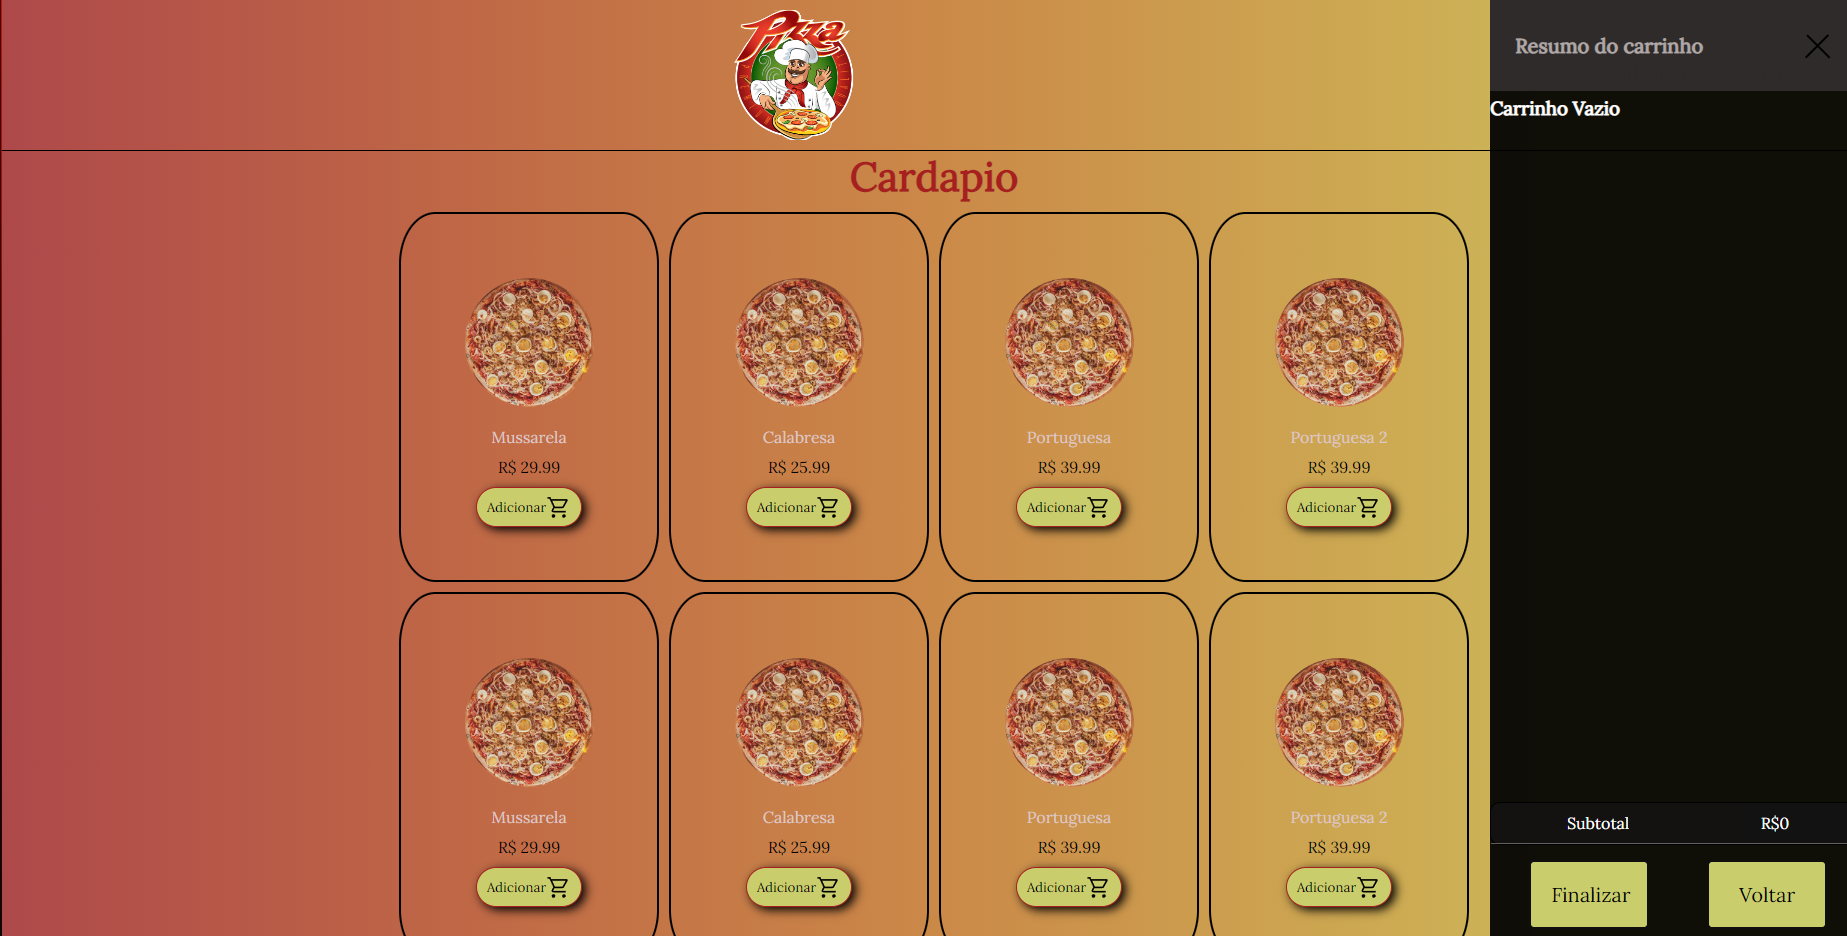 Pizza
Resumo do carrinho
Carrinho Vazio
Cardapio
Mussarela
R$ 29.99
Adicionar
Calabresa
R$ 25.99
Adicionar
Portuguesa
R$ 39.99
Adicionar
Portuguesa 2
R$ 39.99
Adicionar
Mussarela
R$ 29.99
Adicionar
Calabresa
R$ 25.99
Adicionar
Portuguesa
R$ 39.99
Adicionar
Portuguesa 2
R$ 39.99
Adicionar
Subtotal R$0
Finalizar Voltar